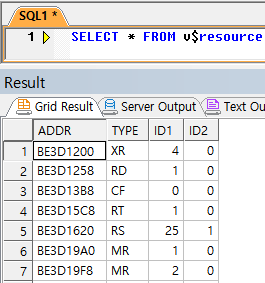 SQL1 *
1 SELECT * FROM v$resource
Result
Grid Result Server Output Text Ou
ADDR TYPE ID1 ID2
1 BE3D1200 XR 4 0
2 BE3D1258 RD 1 0
3 BE3D13B8 CF 0 0
4 BE3D15C8 RT 1 0
5 BE3D1620 RS 25 1
6 BE3D19A0 MR 1 0
7 BE3D19F8 MR 2 0